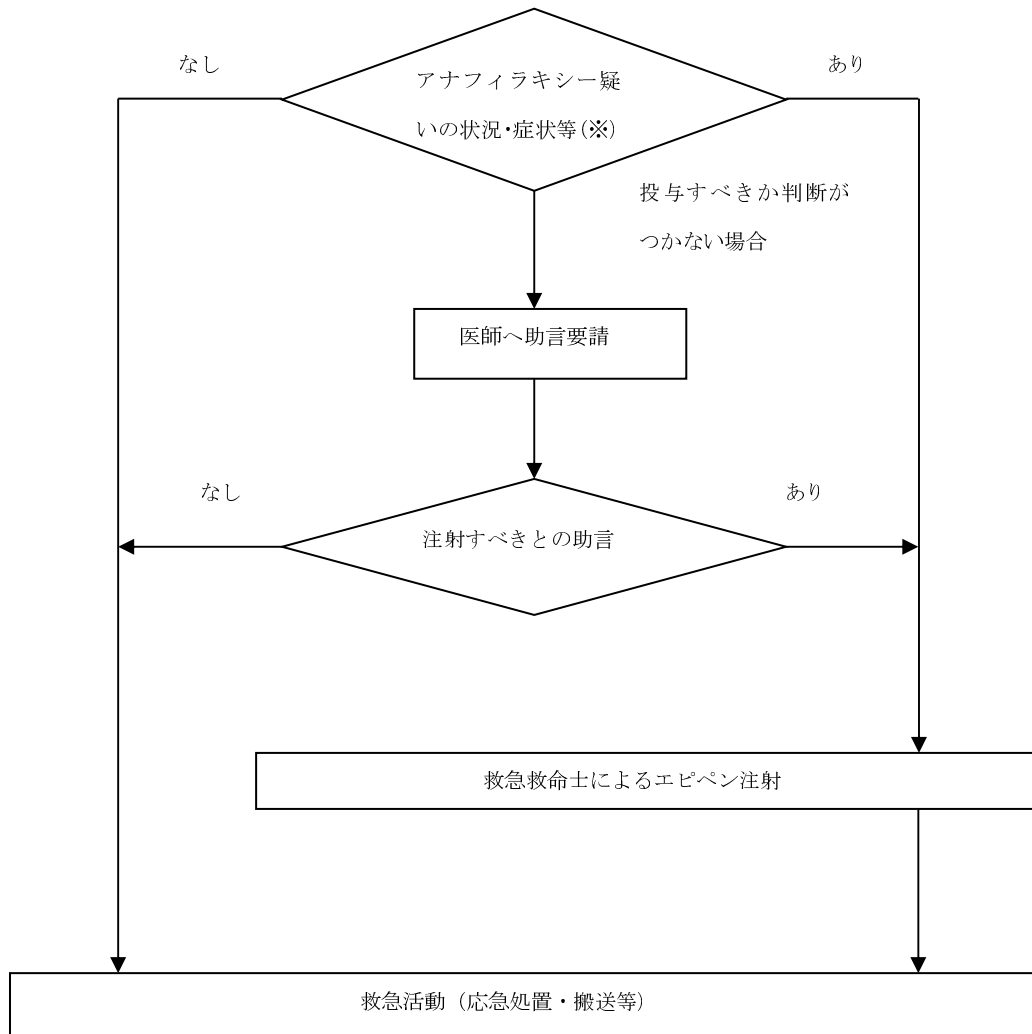 なし
あり
アナフィラキシー疑
いの状況・症状等（※）
投与すべきか判断が
つかない場合
医師へ助言要請
なし
あり
注射すべきとの助言
救急救命士によるエピペン注射
救急活動（応急処置・搬送等）